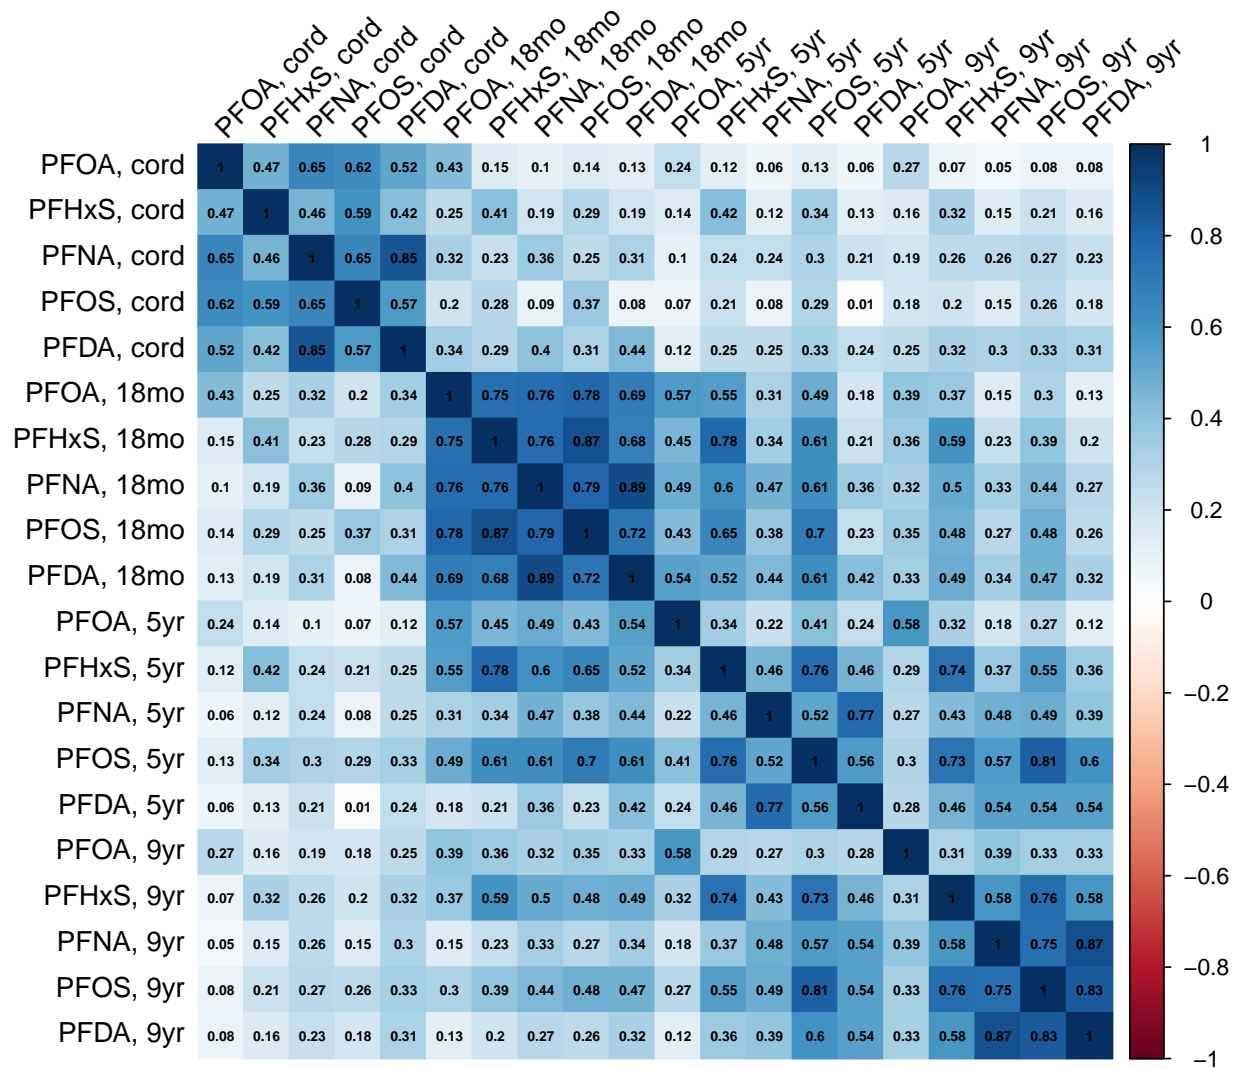 PFOA, cord PFHxS, cord PFNA, cord PFOS, cord PFDA, cord PFOA, 18mo PFHxS, 18mo PFNA, 18mo PFOS, 18mo PFDA, 18mo PFOA, 5yr PFHxS, 5yr PFNA, 5yr PFOS, 5yr PFDA, 5yr PFOA, 9yr PFHxS, 9yr PFNA, 9yr PFOS, 9yr PFDA, 9yr
PFOA, cord 1 0.47 0.65 0.62 0.52 0.43 0.15 0.1 0.14 0.13 0.24 0.12 0.06 0.13 0.06 0.27 0.07 0.05 0.08 0.08
PFHxS, cord 0.47 1 0.46 0.59 0.42 0.25 0.41 0.19 0.29 0.19 0.14 0.42 0.12 0.34 0.13 0.16 0.32 0.15 0.21 0.16
PFNA, cord 0.65 0.46 1 0.65 0.85 0.32 0.23 0.36 0.25 0.31 0.1 0.24 0.24 0.3 0.21 0.19 0.26 0.26 0.27 0.23
PFOS, cord 0.62 0.59 0.65 1 0.57 0.2 0.28 0.09 0.37 0.08 0.07 0.21 0.08 0.29 0.01 0.18 0.2 0.15 0.26 0.18
PFDA, cord 0.52 0.42 0.85 0.57 1 0.34 0.29 0.4 0.31 0.44 0.12 0.25 0.25 0.33 0.24 0.25 0.32 0.3 0.33 0.31
PFOA, 18mo 0.43 0.25 0.32 0.2 0.34 1 0.75 0.76 0.78 0.69 0.57 0.55 0.31 0.49 0.18 0.39 0.37 0.15 0.3 0.13
PFHxS, 18mo 0.15 0.41 0.23 0.28 0.29 0.75 1 0.76 0.87 0.68 0.45 0.78 0.34 0.61 0.21 0.36 0.59 0.23 0.39 0.2
PFNA, 18mo 0.1 0.19 0.36 0.09 0.4 0.76 0.76 1 0.79 0.89 0.49 0.6 0.47 0.61 0.36 0.32 0.5 0.33 0.44 0.27
PFOS, 18mo 0.14 0.29 0.25 0.37 0.31 0.78 0.87 0.79 1 0.72 0.43 0.65 0.38 0.7 0.23 0.35 0.48 0.27 0.48 0.26
PFDA, 18mo 0.13 0.19 0.31 0.08 0.44 0.69 0.68 0.89 0.72 1 0.54 0.52 0.44 0.61 0.42 0.33 0.49 0.34 0.47 0.32
PFOA, 5yr 0.24 0.14 0.1 0.07 0.12 0.57 0.45 0.49 0.43 0.54 1 0.34 0.22 0.41 0.24 0.58 0.32 0.18 0.27 0.12
PFHxS, 5yr 0.12 0.42 0.24 0.21 0.25 0.55 0.78 0.6 0.65 0.52 0.34 1 0.46 0.76 0.46 0.29 0.74 0.37 0.55 0.36
PFNA, 5yr 0.06 0.12 0.24 0.08 0.25 0.31 0.34 0.47 0.38 0.44 0.22 0.46 1 0.52 0.77 0.27 0.43 0.48 0.49 0.39
PFOS, 5yr 0.13 0.34 0.3 0.29 0.33 0.49 0.61 0.61 0.7 0.61 0.41 0.76 0.52 1 0.56 0.3 0.73 0.57 0.81 0.6
PFDA, 5yr 0.06 0.13 0.21 0.01 0.24 0.18 0.21 0.36 0.23 0.42 0.24 0.46 0.77 0.56 1 0.28 0.46 0.54 0.54 0.54
PFOA, 9yr 0.27 0.16 0.19 0.18 0.25 0.39 0.36 0.32 0.35 0.33 0.58 0.29 0.27 0.3 0.28 1 0.31 0.39 0.33 0.33
PFHxS, 9yr 0.07 0.32 0.26 0.2 0.32 0.37 0.59 0.5 0.48 0.49 0.32 0.74 0.43 0.73 0.46 0.31 1 0.58 0.76 0.58
PFNA, 9yr 0.05 0.15 0.26 0.15 0.3 0.15 0.23 0.33 0.27 0.34 0.18 0.37 0.48 0.57 0.54 0.39 0.58 1 0.75 0.87
PFOS, 9yr 0.08 0.21 0.27 0.26 0.33 0.3 0.39 0.44 0.48 0.47 0.27 0.55 0.49 0.81 0.54 0.33 0.76 0.75 1 0.83
PFDA, 9yr 0.08 0.16 0.23 0.18 0.31 0.13 0.2 0.27 0.26 0.32 0.12 0.36 0.39 0.6 0.54 0.33 0.58 0.87 0.83 1
1
0.8
0.6
0.4
0.2
0
−0.2
−0.4
−0.6
−0.8
−1